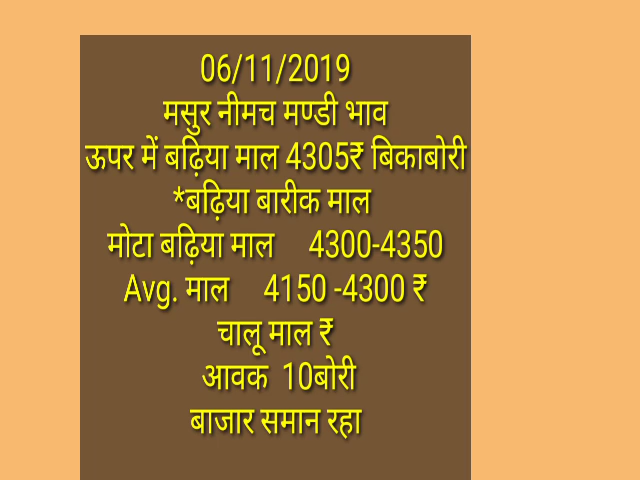 06/11/2019
मसुर नीमच मण्डी भाव
ऊपर में बढ़िया माल 4305₹ बिकाबोरी
*बढ़िया बारीक माल
मोटा बढ़िया माल 4300-4350
Avg. माल 4150 -4300 ₹
चालू माल ₹
आवक 10बोरी
बाजार समान रहा